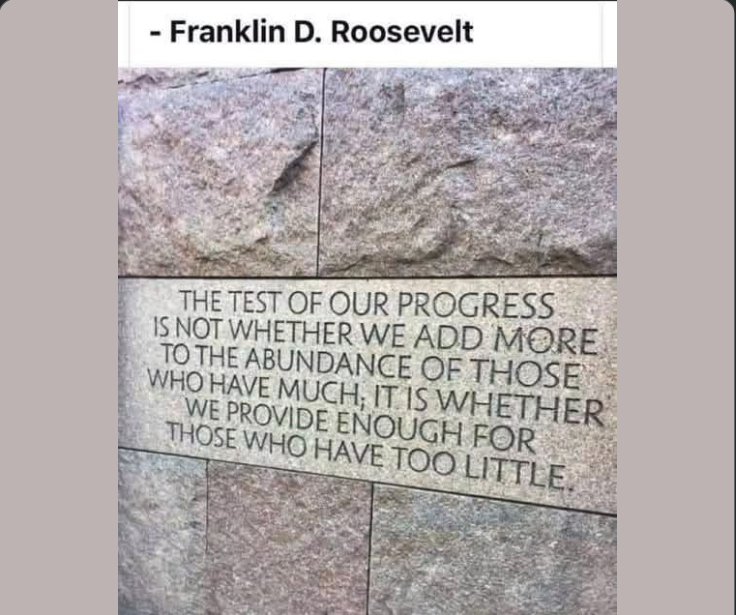 - Franklin D. Roosevelt
THE TEST OF OUR PROGRESS
IS NOT WHETHER WE ADD MORE
TO THE ABUNDANCE OF THOSE
WHO HAVE MUCH; IT IS WHETHER
WE PROVIDE ENOUGH FOR
THOSE WHO HAVE TOO LITTLE.